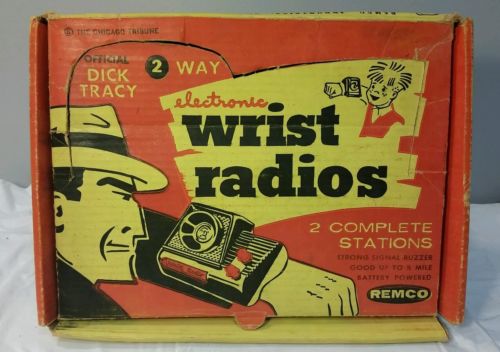 © THE CHICAGO TRIBUNE
OFFICIAL
DICK
TRACY
2 WAY
electronic
wrist
radios
2 COMPLETE
STATIONS
STRONG SIGNAL BUZZER
GOOD UP TO ½ MILE
BATTERY POWERED
REMCO